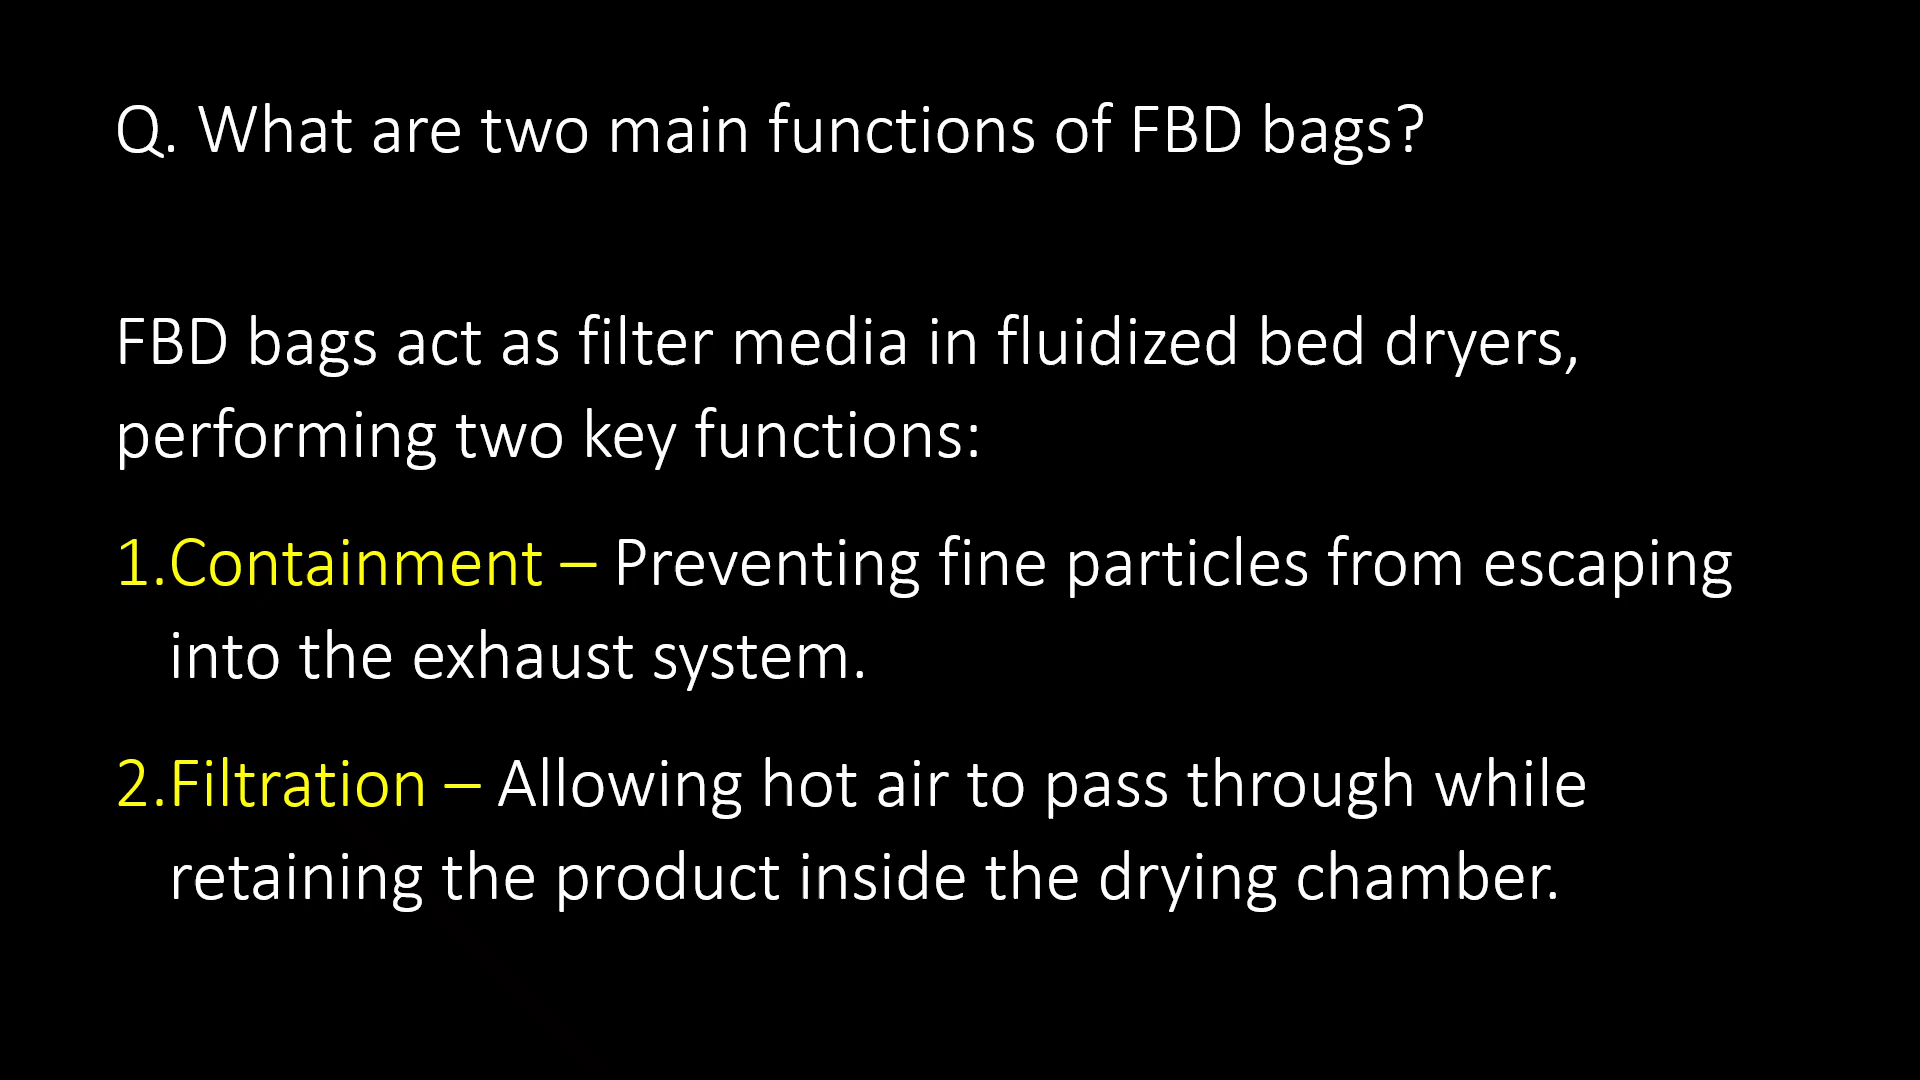 Q. What are two main functions of FBD bags?
FBD bags act as filter media in fluidized bed dryers,
performing two key functions:
1.Containment – Preventing fine particles from escaping
into the exhaust system.
2.Filtration – Allowing hot air to pass through while
retaining the product inside the drying chamber.